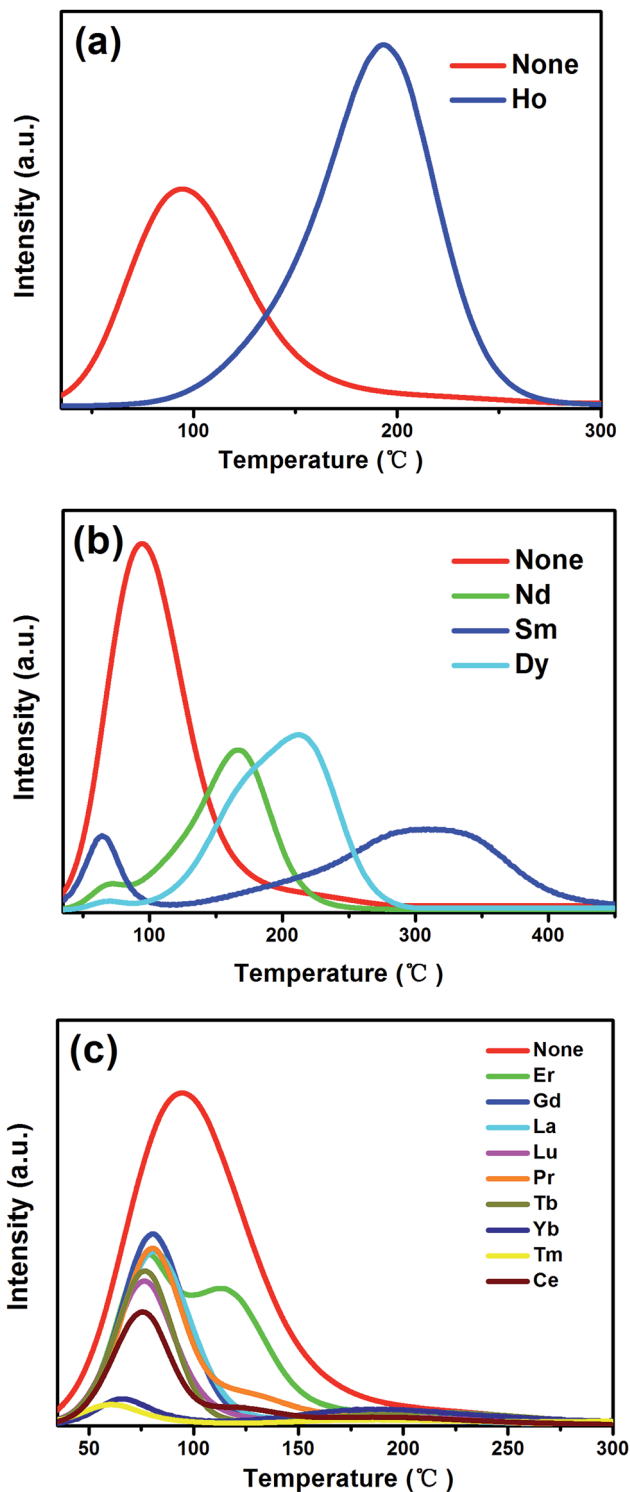 (a)
None
Ho
Intensity (a.u.)
100
200
300
Temperature (℃ )
(b)
None
Nd
Sm
Dy
Intensity (a.u.)
100
200
300
400
Temperature (℃ )
(c)
None
Er
Gd
La
Lu
Pr
Tb
Yb
Tm
Ce
Intensity (a.u.)
50
100
150
200
250
300
Temperature (℃ )